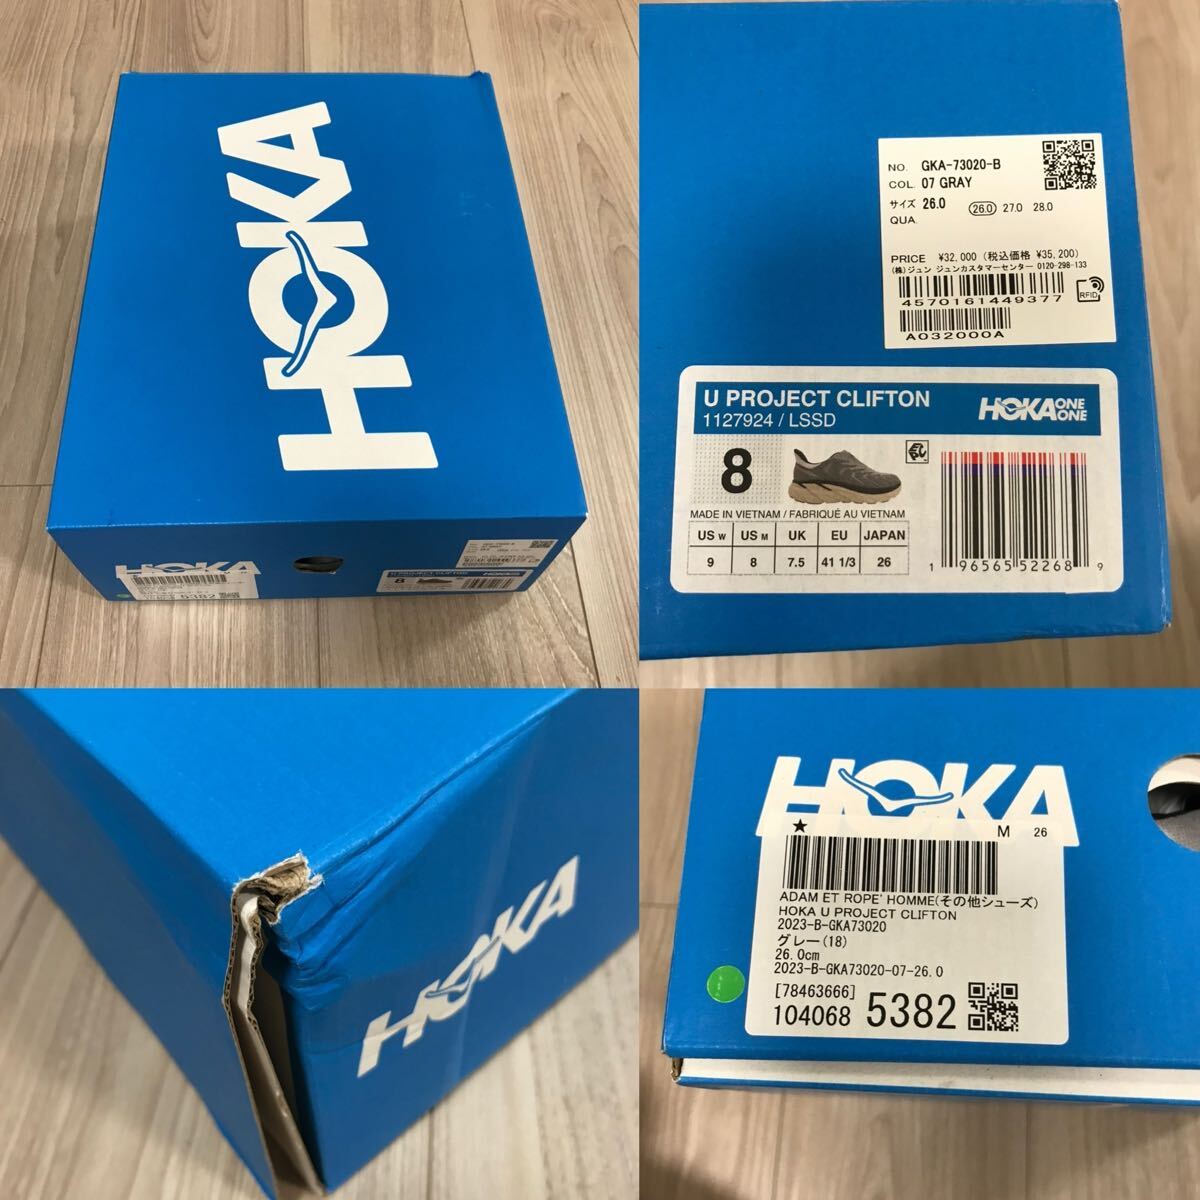 HOKA
5382
8
NO. GKA-73020-B
COL. 07 GRAY
サイズ 26.0 26.0 27.0 28.0
QUA.
PRICE ¥32,000 (税込価格 ¥35,200)
(株)ジュン ジュンカスタマーセンター 0120-298-133
4570161449377
RFID
A032000A
U PROJECT CLIFTON
1127924 / LSSD
HOKA ONE ONE
8
MADE IN VIETNAM / FABRIQUÉ AU VIETNAM
US W US M UK EU JAPAN
9 8 7.5 41 1/3 26
1 96565 52268 9
HOKA
HOKA
★ M 26
ADAM ET ROPE' HOMME(その他シューズ)
HOKA U PROJECT CLIFTON
2023-B-GKA73020
グレー(18)
26.0cm
2023-B-GKA73020-07-26.0
[78463666]
104068 5382